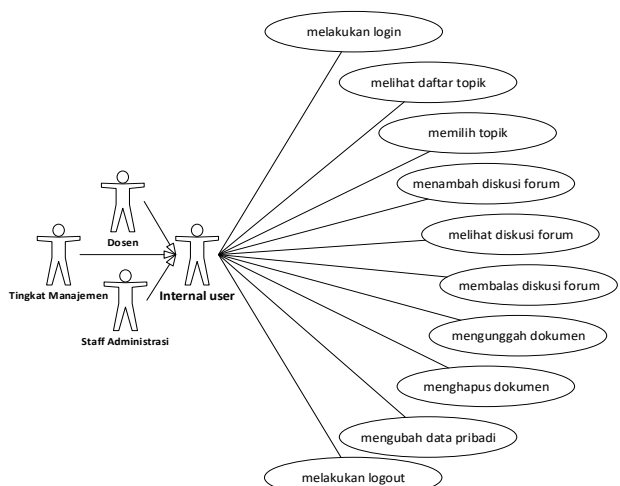 melakukan login
melihat daftar topik
memilih topik
menambah diskusi forum
melihat diskusi forum
membalas diskusi forum
mengunggah dokumen
menghapus dokumen
mengubah data pribadi
melakukan logout
Dosen
Tingkat Manajemen
Internal user
Staff Administrasi